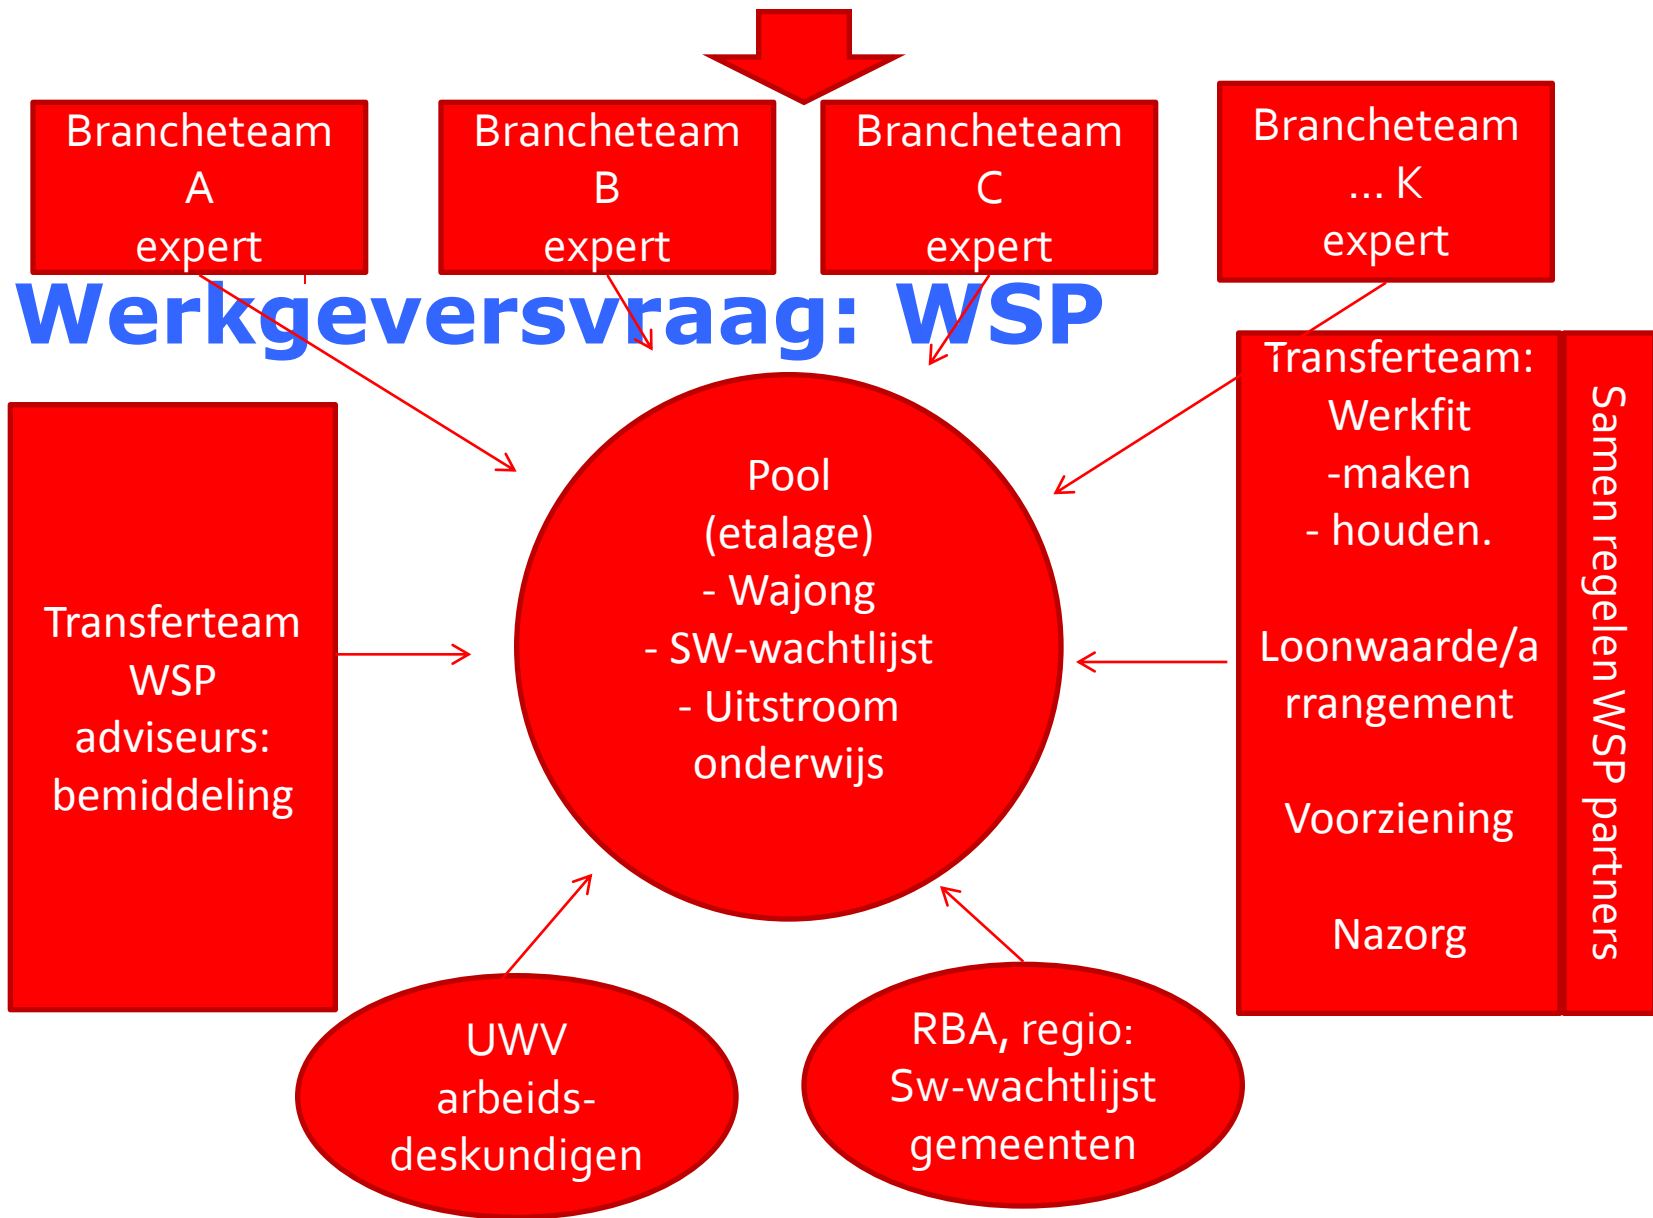 Brancheteam
A
expert
Brancheteam
B
expert
Brancheteam
C
expert
Brancheteam
... K
expert
Werkgeversvraag: WSP
Transferteam
WSP
adviseurs:
bemiddeling
Pool
(etalage)
- Wajong
- SW-wachtlijst
- Uitstroom
onderwijs
Transferteam:
Werkfit
-maken
- houden.
Loonwaarde/a
rrangement
Voorziening
Nazorg
Samen regelen WSP partners
UWV
arbeids-
deskundigen
RBA, regio:
Sw-wachtlijst
gemeenten